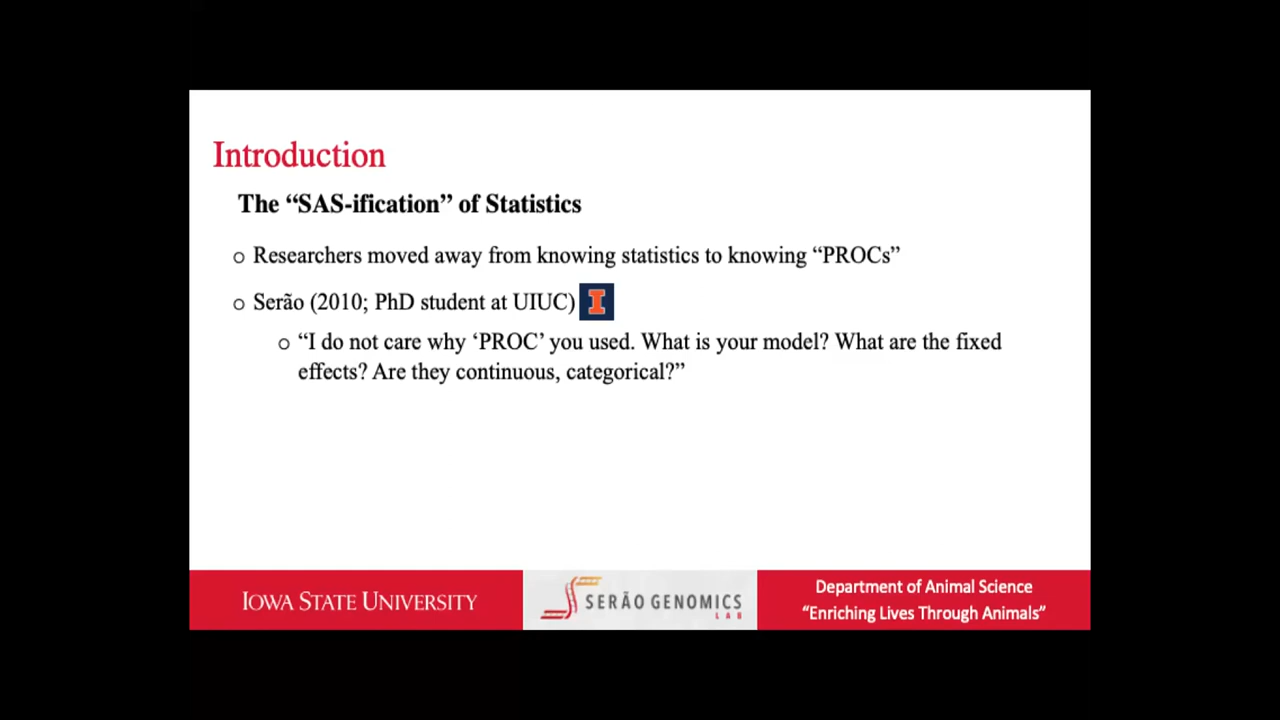 Introduction
The “SAS-ification” of Statistics
o Researchers moved away from knowing statistics to knowing “PROCs”
o Serão (2010; PhD student at UIUC) I
o “I do not care why ‘PROC’ you used. What is your model? What are the fixed
effects? Are they continuous, categorical?”
IOWA STATE UNIVERSITY
SERÃO GENOMICS
LAB
Department of Animal Science
“Enriching Lives Through Animals”